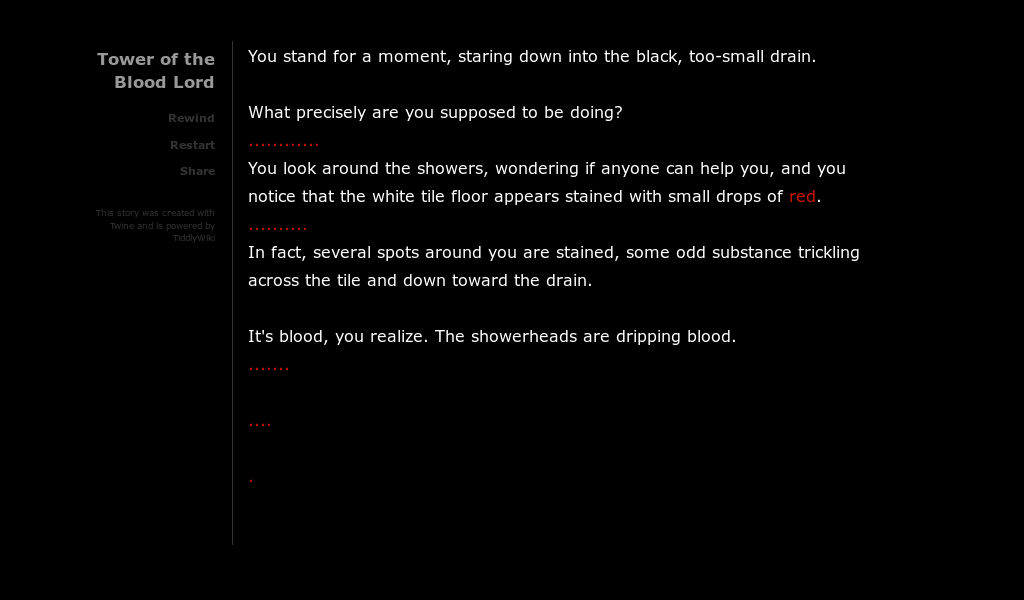 Tower of the
Blood Lord
Rewind
Restart
Share
This story was created with
Twine and is powered by
TiddlyWiki
You stand for a moment, staring down into the black, too-small drain.
What precisely are you supposed to be doing?
............
You look around the showers, wondering if anyone can help you, and you
notice that the white tile floor appears stained with small drops of red.
..........
In fact, several spots around you are stained, some odd substance trickling
across the tile and down toward the drain.
It's blood, you realize. The showerheads are dripping blood.
.......
....
.